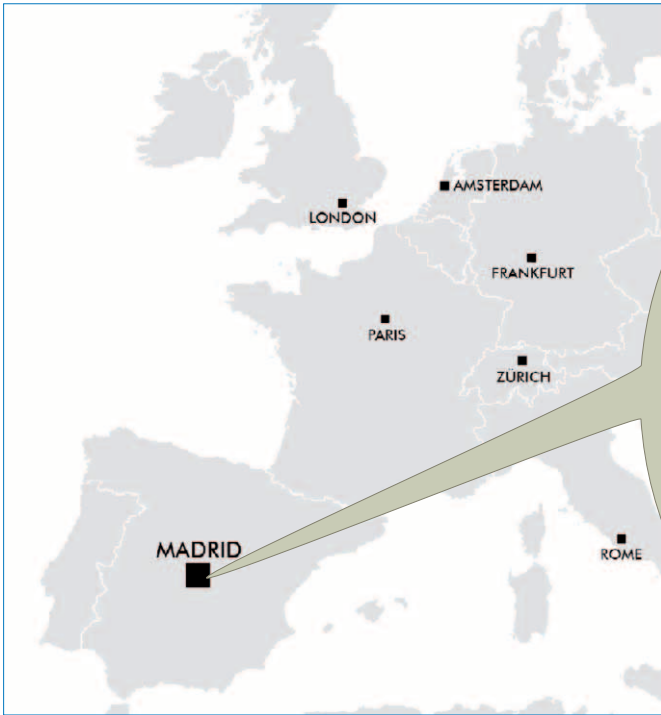 AMSTERDAM
LONDON
FRANKFURT
PARIS
ZÜRICH
MADRID
ROME